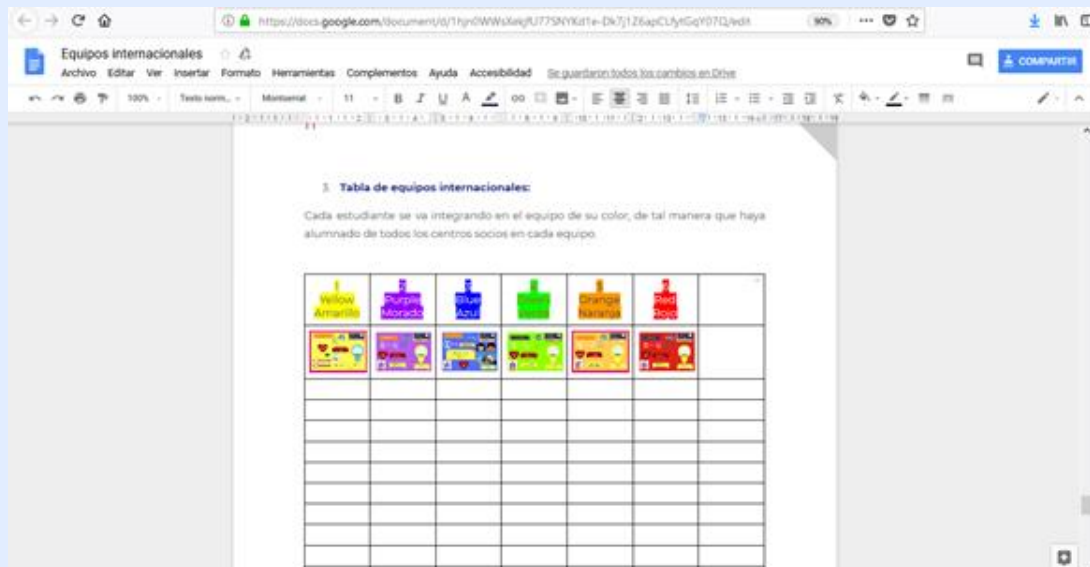 https://docs.google.com/document/d/
90%
Equipos internacionales
Archivo Editar Ver Insertar Formato Herramientas Complementos Ayuda Accesibilidad Se guardaron todos los cambios en Drive
COMPARTIR
100% Texto norm... Montserrat 11 B I U A
3. Tabla de equipos internacionales:
Cada estudiante se va integrando en el equipo de su color, de tal manera que haya
alumnado de todos los centros socios en cada equipo.
1 2 3 4 5 6
Yellow Purple Blue Green Orange Red
Amarillo Morado Azul Verde Naranja Rojo